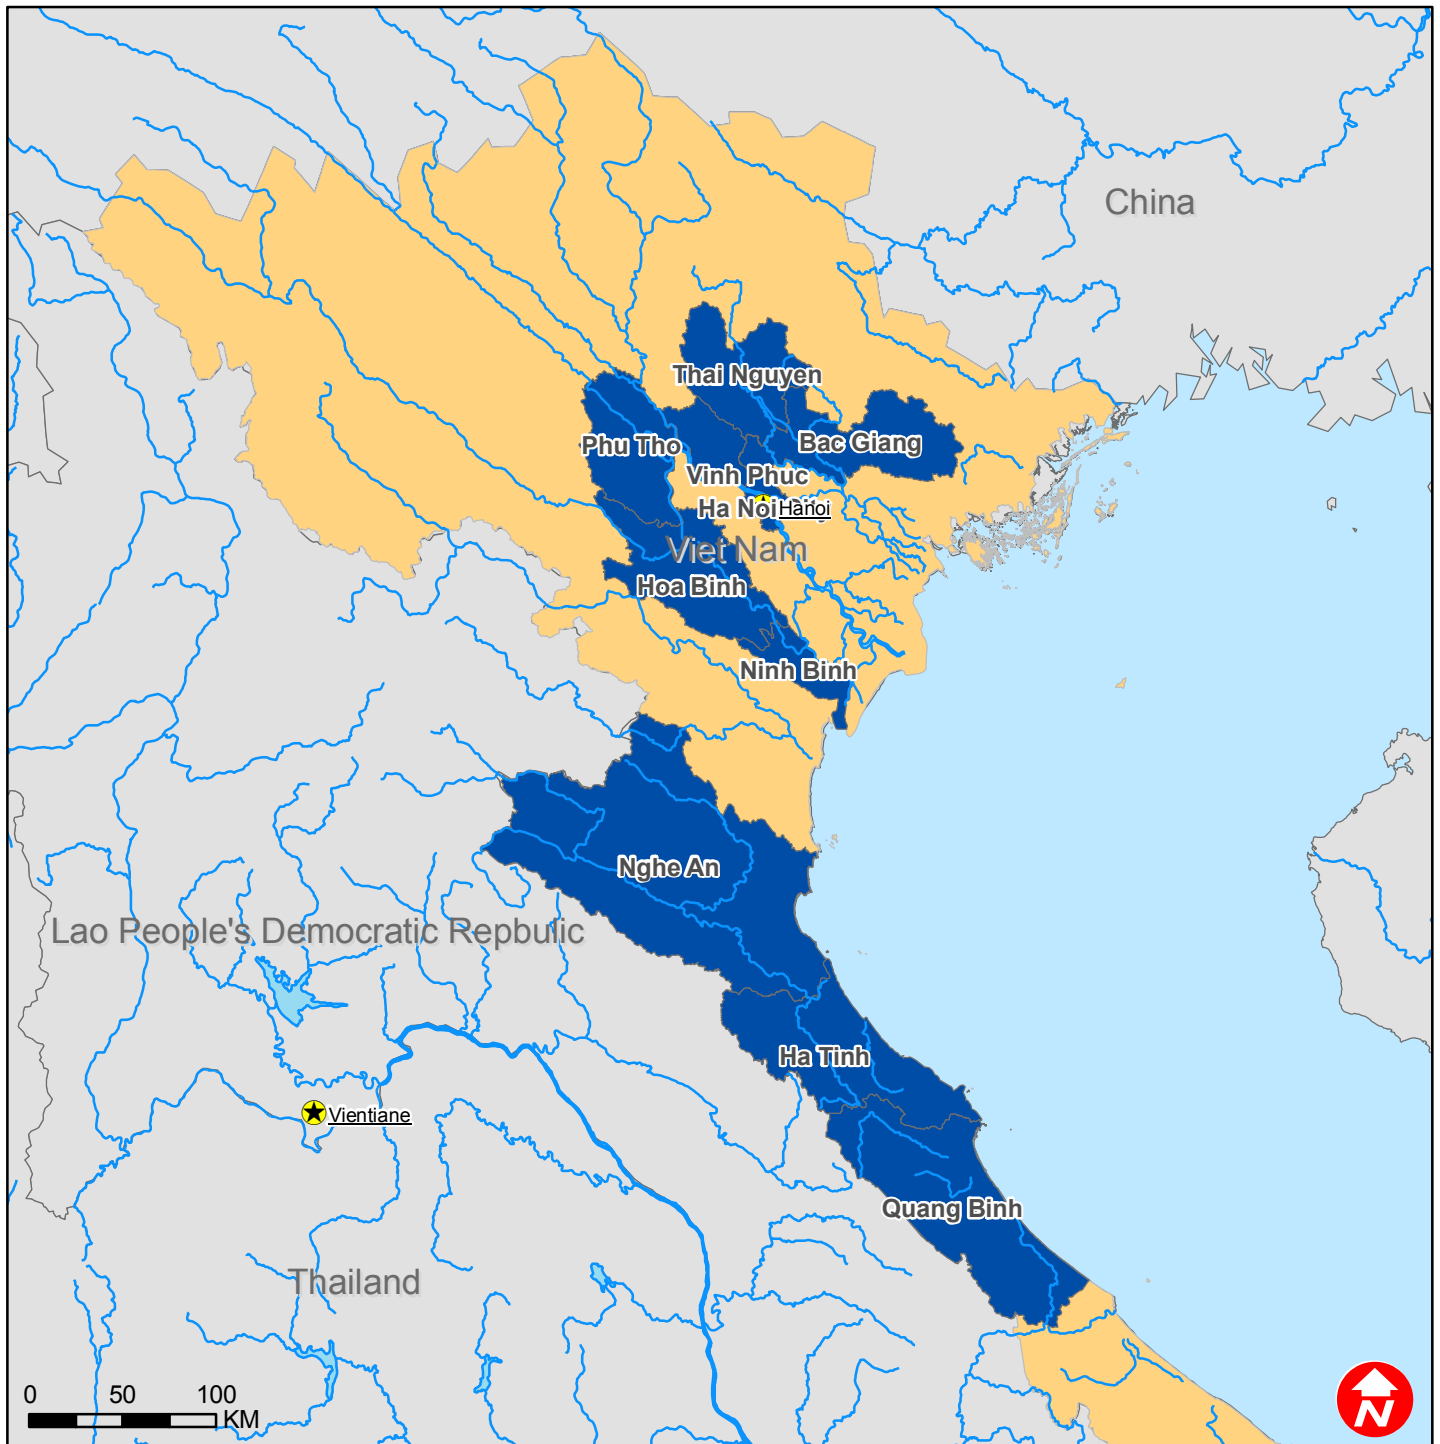 China
Thai Nguyen
Phu Tho
Bac Giang
Vinh Phuc
Ha Noi
Hanoi
Viet Nam
Hoa Binh
Ninh Binh
Nghe An
Lao People's Democratic Repbulic
Ha Tinh
Vientiane
Quang Binh
Thailand
0 50 100
KM
N